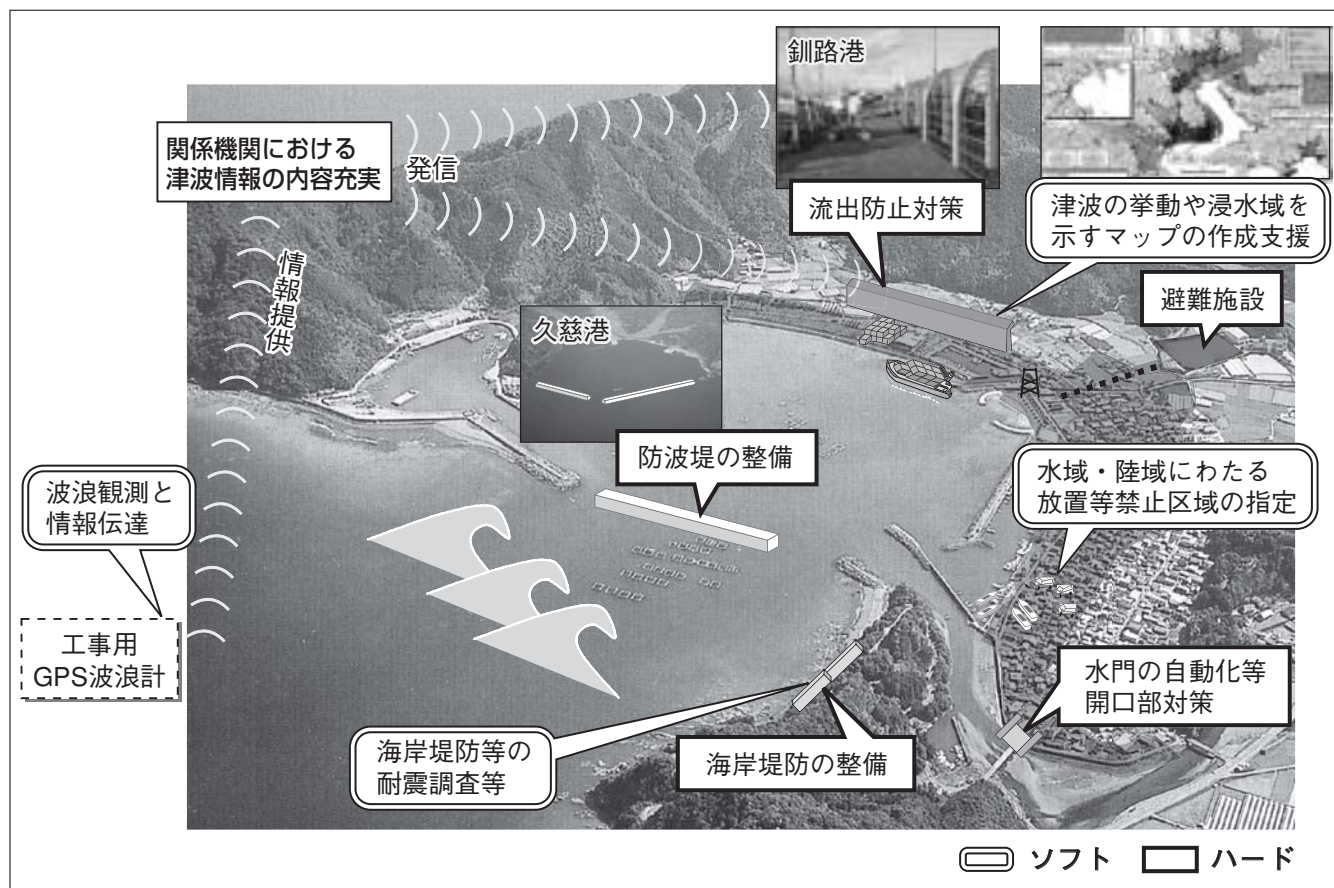 釧路港
関係機関における
津波情報の内容充実
発信
流出防止対策
津波の挙動や浸水域を
示すマップの作成支援
情報提供
避難施設
久慈港
防波堤の整備
水域・陸域にわたる
放置等禁止区域の指定
波浪観測と
情報伝達
工事用
GPS波浪計
水門の自動化等
開口部対策
海岸堤防等の
耐震調査等
海岸堤防の整備
ソフト
ハード